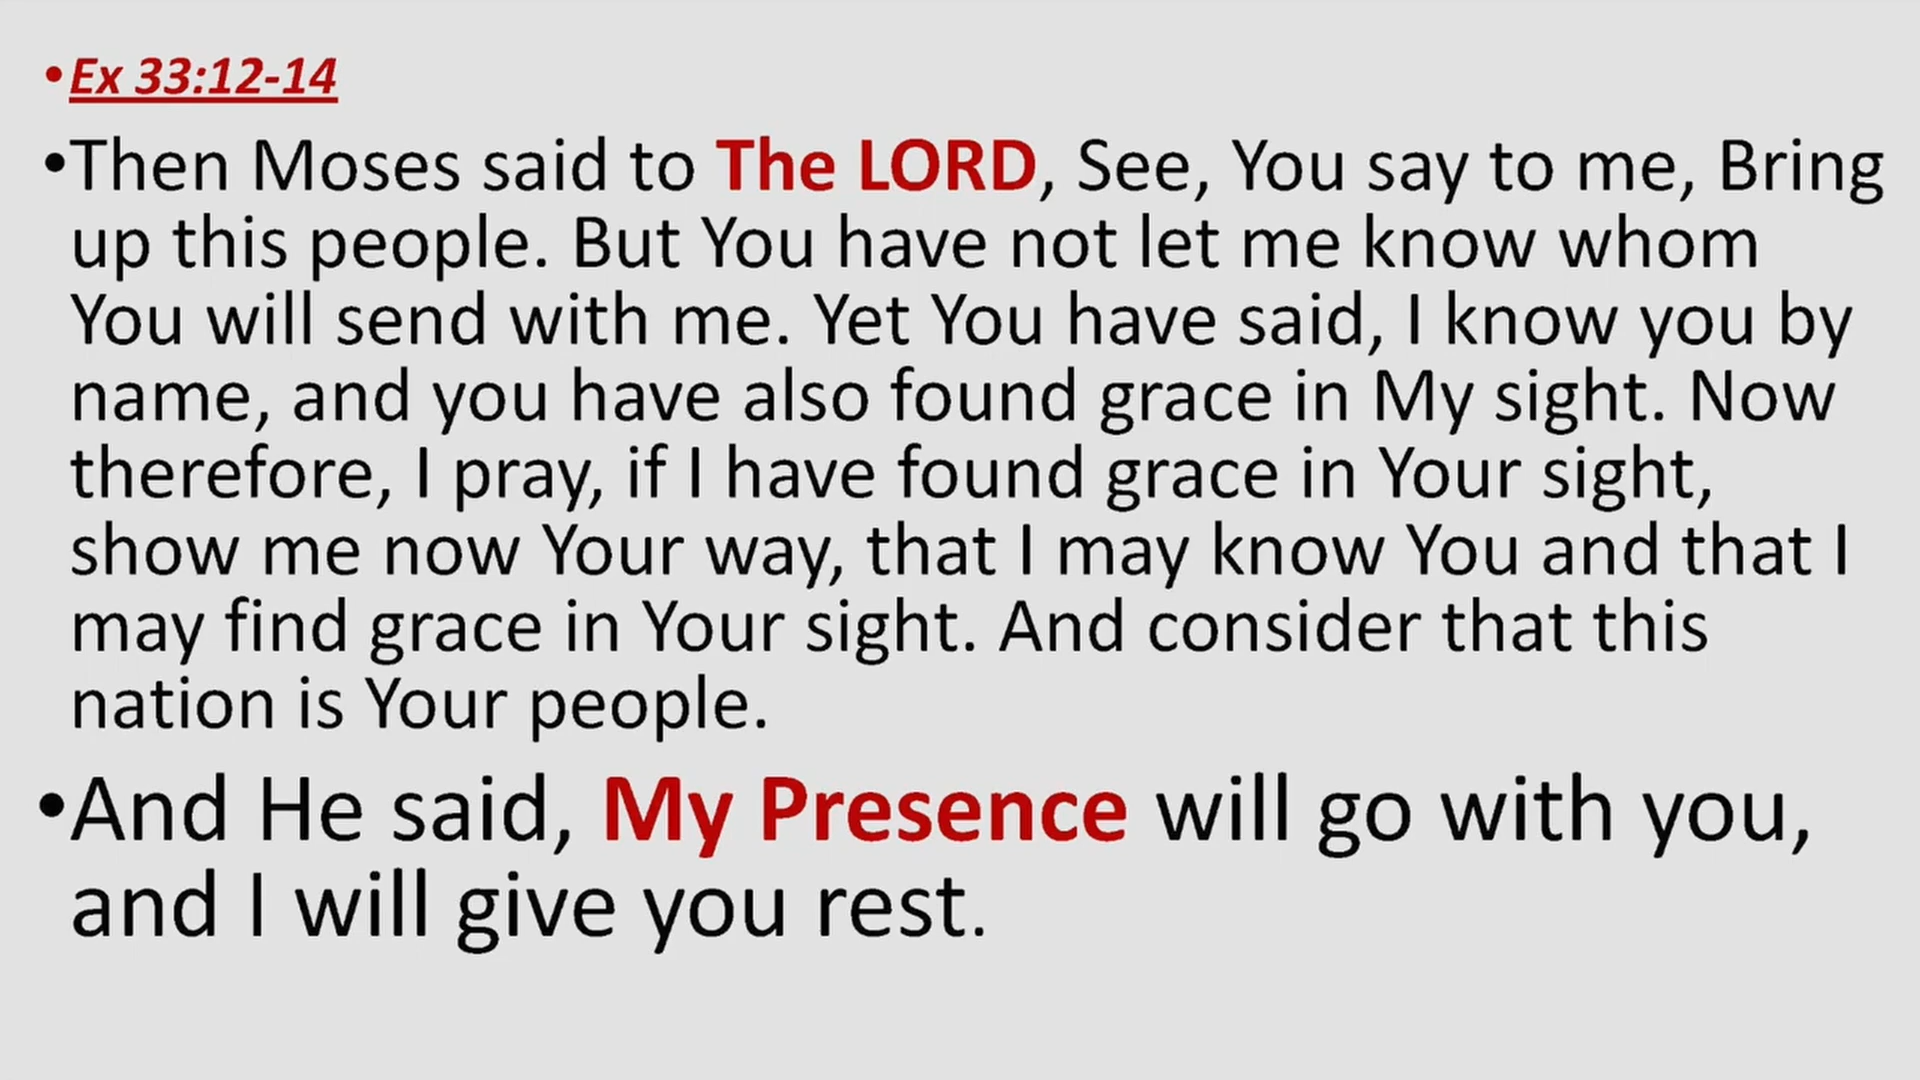 •Ex 33:12-14
•Then Moses said to The LORD, See, You say to me, Bring
up this people. But You have not let me know whom
You will send with me. Yet You have said, I know you by
name, and you have also found grace in My sight. Now
therefore, I pray, if I have found grace in Your sight,
show me now Your way, that I may know You and that I
may find grace in Your sight. And consider that this
nation is Your people.
•And He said, My Presence will go with you,
and I will give you rest.